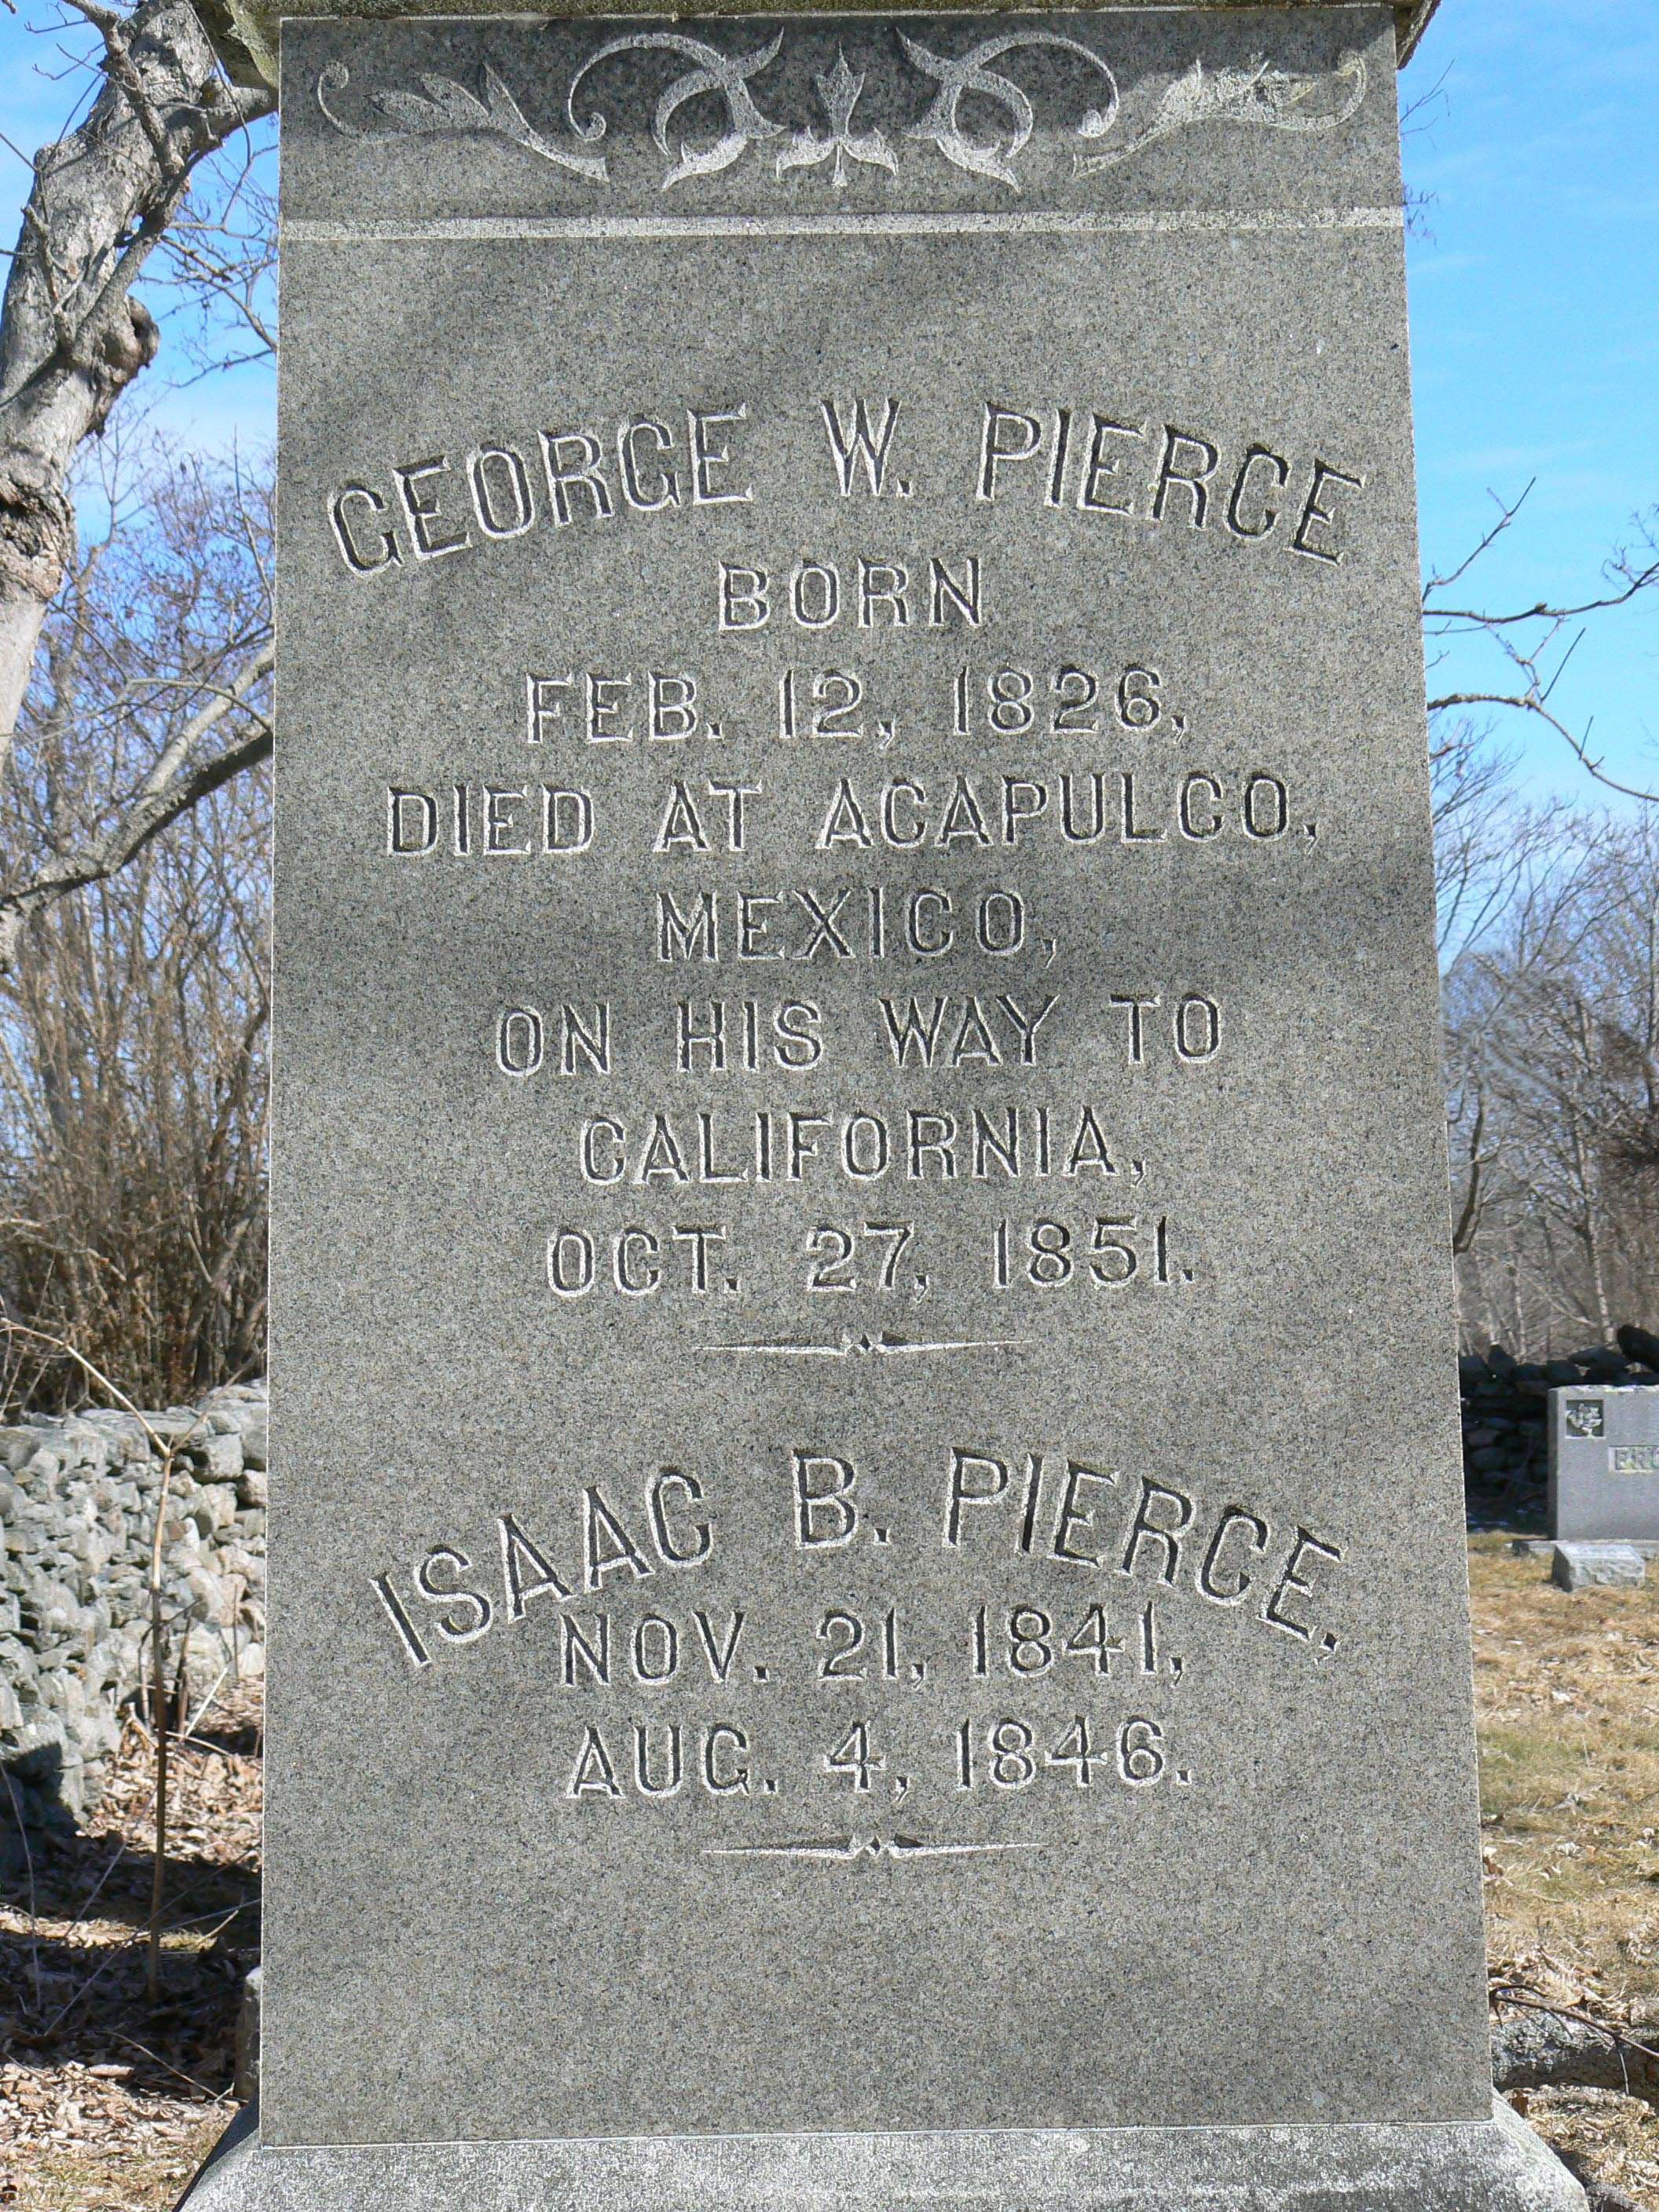 GEORGE W. PIERCE
BORN
FEB. 12, 1826,
DIED AT ACAPULCO,
MEXICO,
ON HIS WAY TO
CALIFORNIA,
OCT. 27, 1851.
ISAAC B. PIERCE,
NOV. 21, 1841,
AUG. 4, 1846.